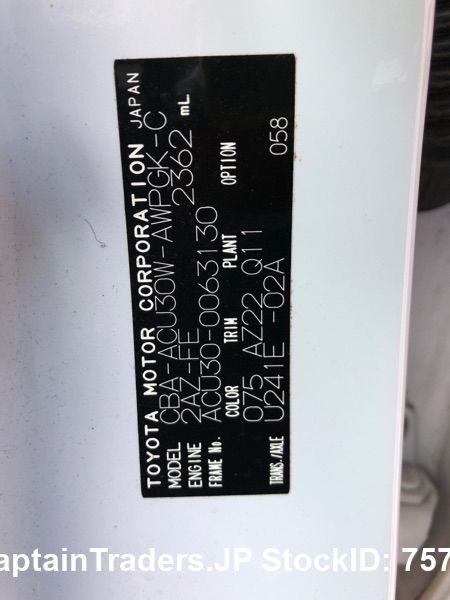 TOYOTA MOTOR CORPORATION JAPAN
MODEL CBA-ACU30W-AWPGK-C
ENGINE 2AZ-FE 2362 mL
FRAME No. ACU30-0063130
COLOR TRIM PLANT OPTION
075 AZ22 Q11 058
TRANS./AXLE U241E -02A
aptainTraders.JP StockID: 757